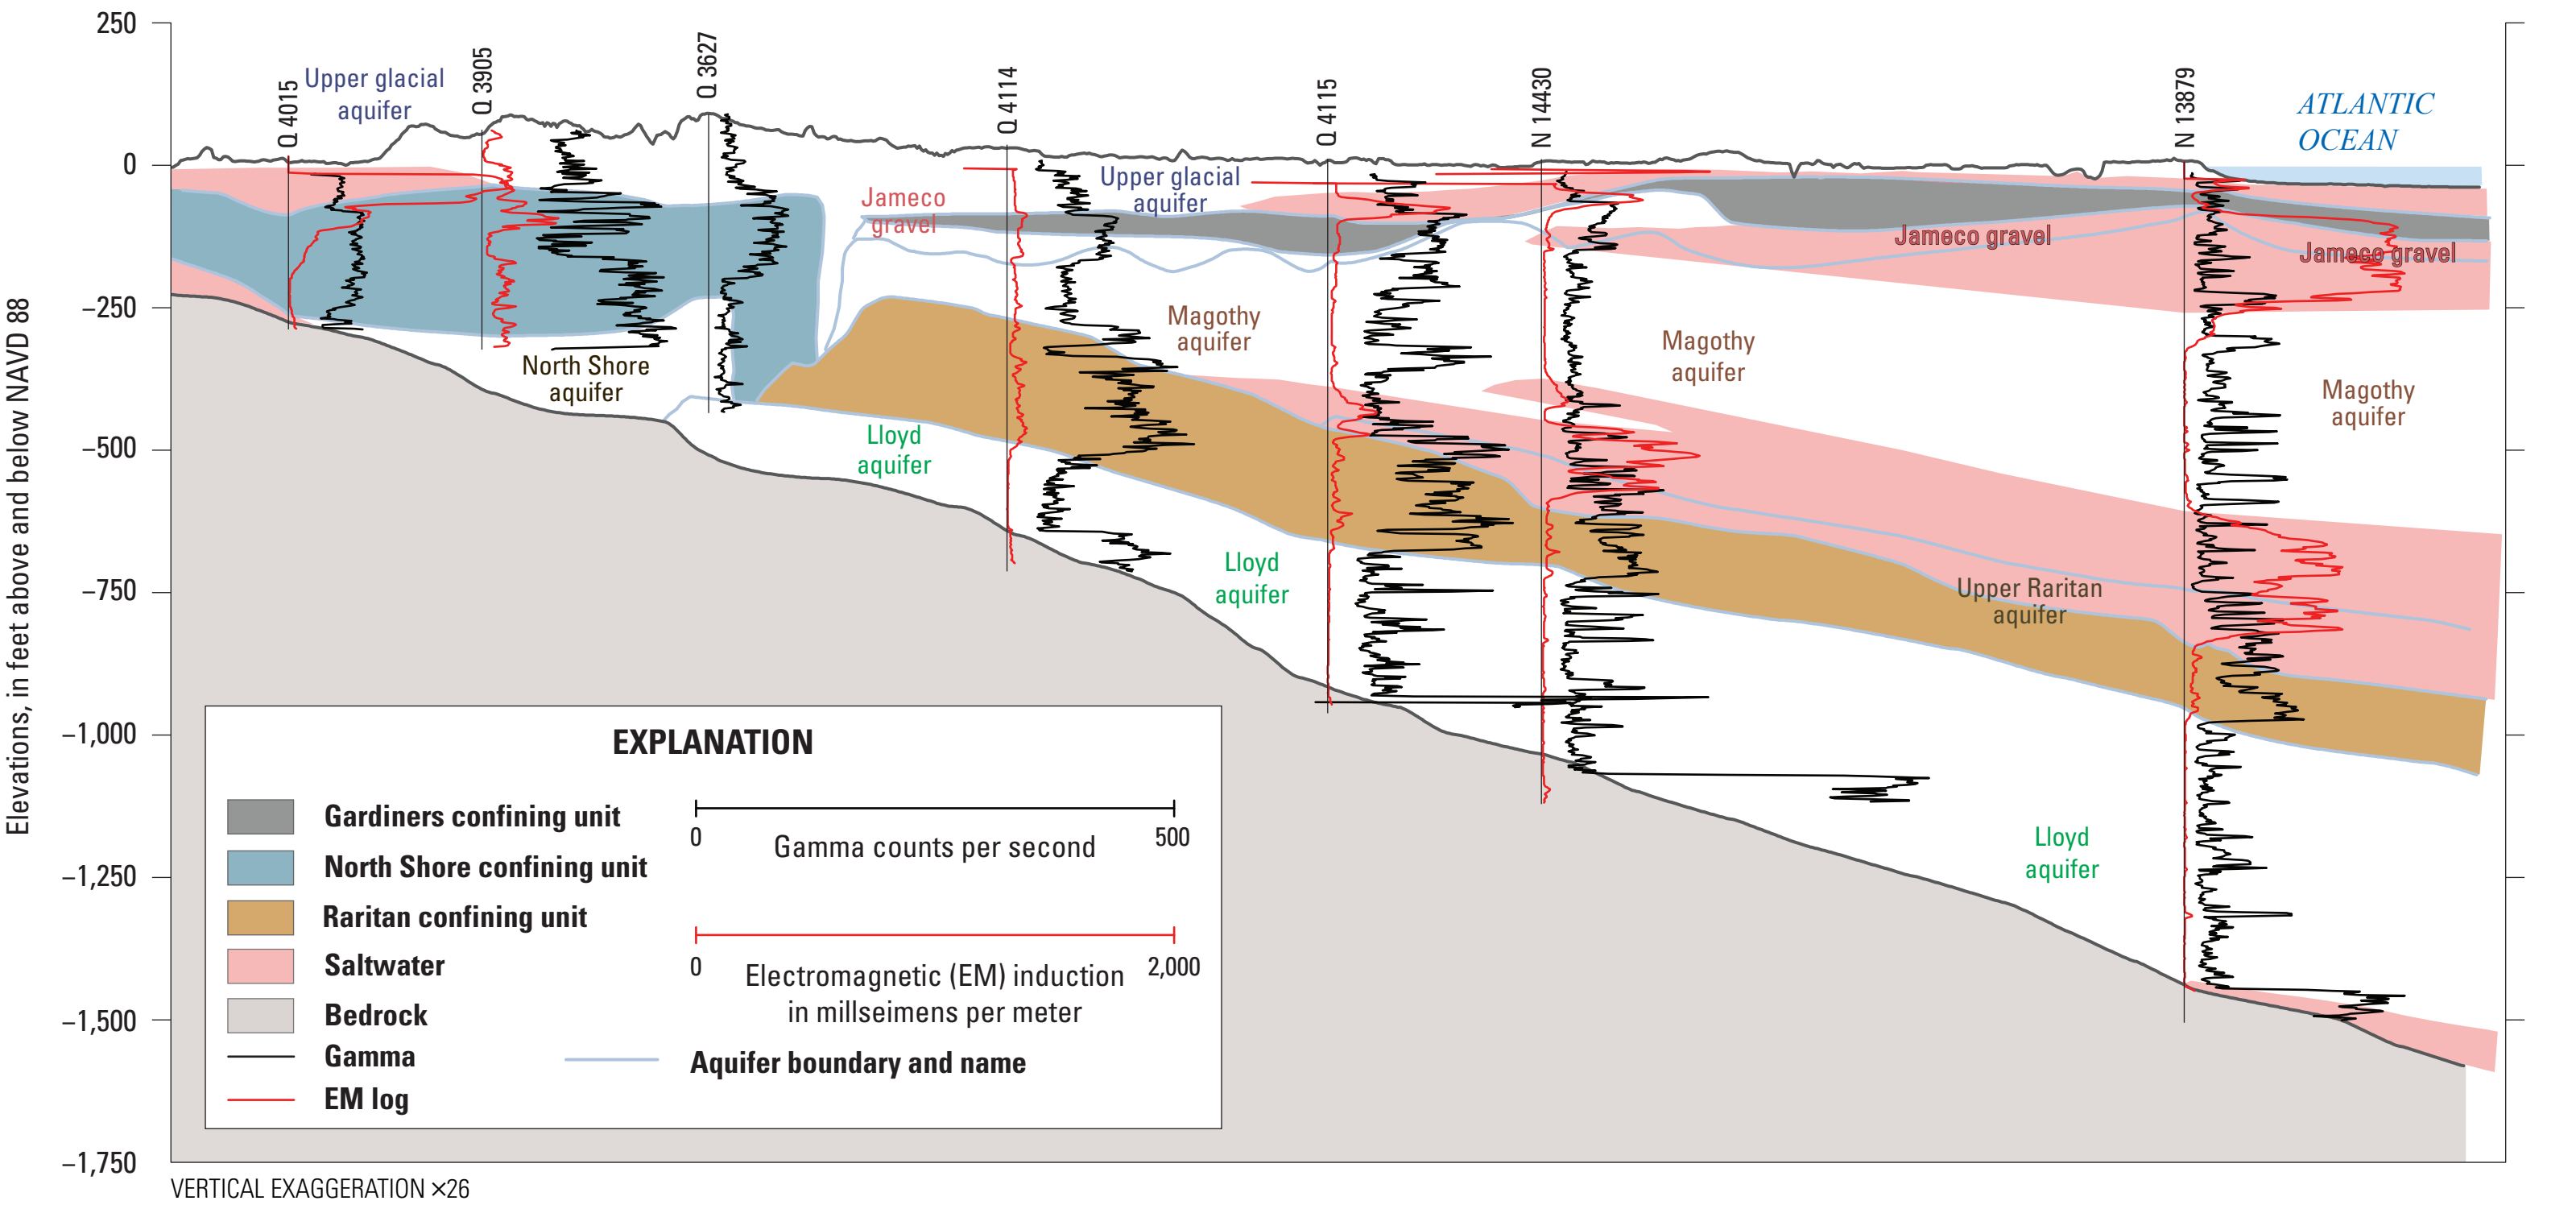 250
0
−250
−500
−750
−1,000
−1,250
−1,500
−1,750
Elevations, in feet above and below NAVD 88
Q 4015
Q 3905
Q 3627
Q 4114
Q 4115
N 14430
N 13879
Upper glacial
aquifer
ATLANTIC
OCEAN
Jameco
gravel
Upper glacial
aquifer
Jameco gravel
Jameco gravel
North Shore
aquifer
Magothy
aquifer
Magothy
aquifer
Magothy
aquifer
Lloyd
aquifer
Lloyd
aquifer
Upper Raritan
aquifer
Lloyd
aquifer
EXPLANATION
Gardiners confining unit
North Shore confining unit
Raritan confining unit
Saltwater
Bedrock
Gamma
EM log
0 500
Gamma counts per second
0 2,000
Electromagnetic (EM) induction
in millseimens per meter
Aquifer boundary and name
VERTICAL EXAGGERATION ×26